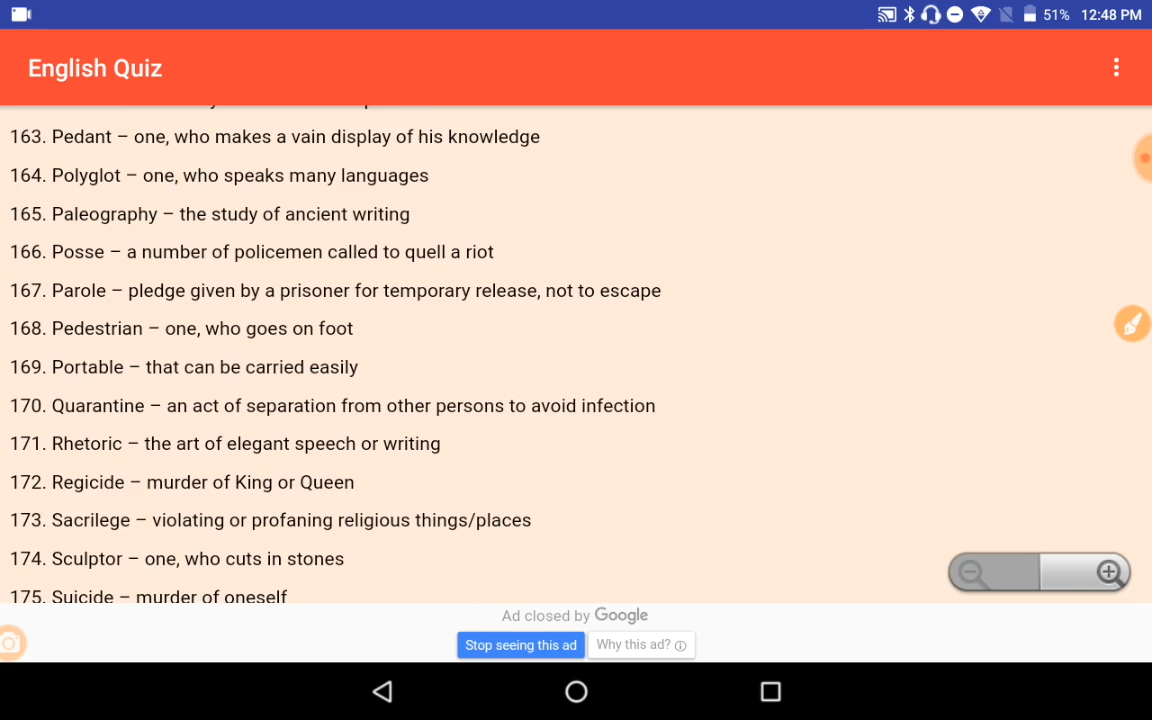 51% 12:48 PM
English Quiz
163. Pedant – one, who makes a vain display of his knowledge
164. Polyglot – one, who speaks many languages
165. Paleography – the study of ancient writing
166. Posse – a number of policemen called to quell a riot
167. Parole – pledge given by a prisoner for temporary release, not to escape
168. Pedestrian – one, who goes on foot
169. Portable – that can be carried easily
170. Quarantine – an act of separation from other persons to avoid infection
171. Rhetoric – the art of elegant speech or writing
172. Regicide – murder of King or Queen
173. Sacrilege – violating or profaning religious things/places
174. Sculptor – one, who cuts in stones
175. Suicide – murder of oneself
Ad closed by Google
Stop seeing this ad Why this ad?